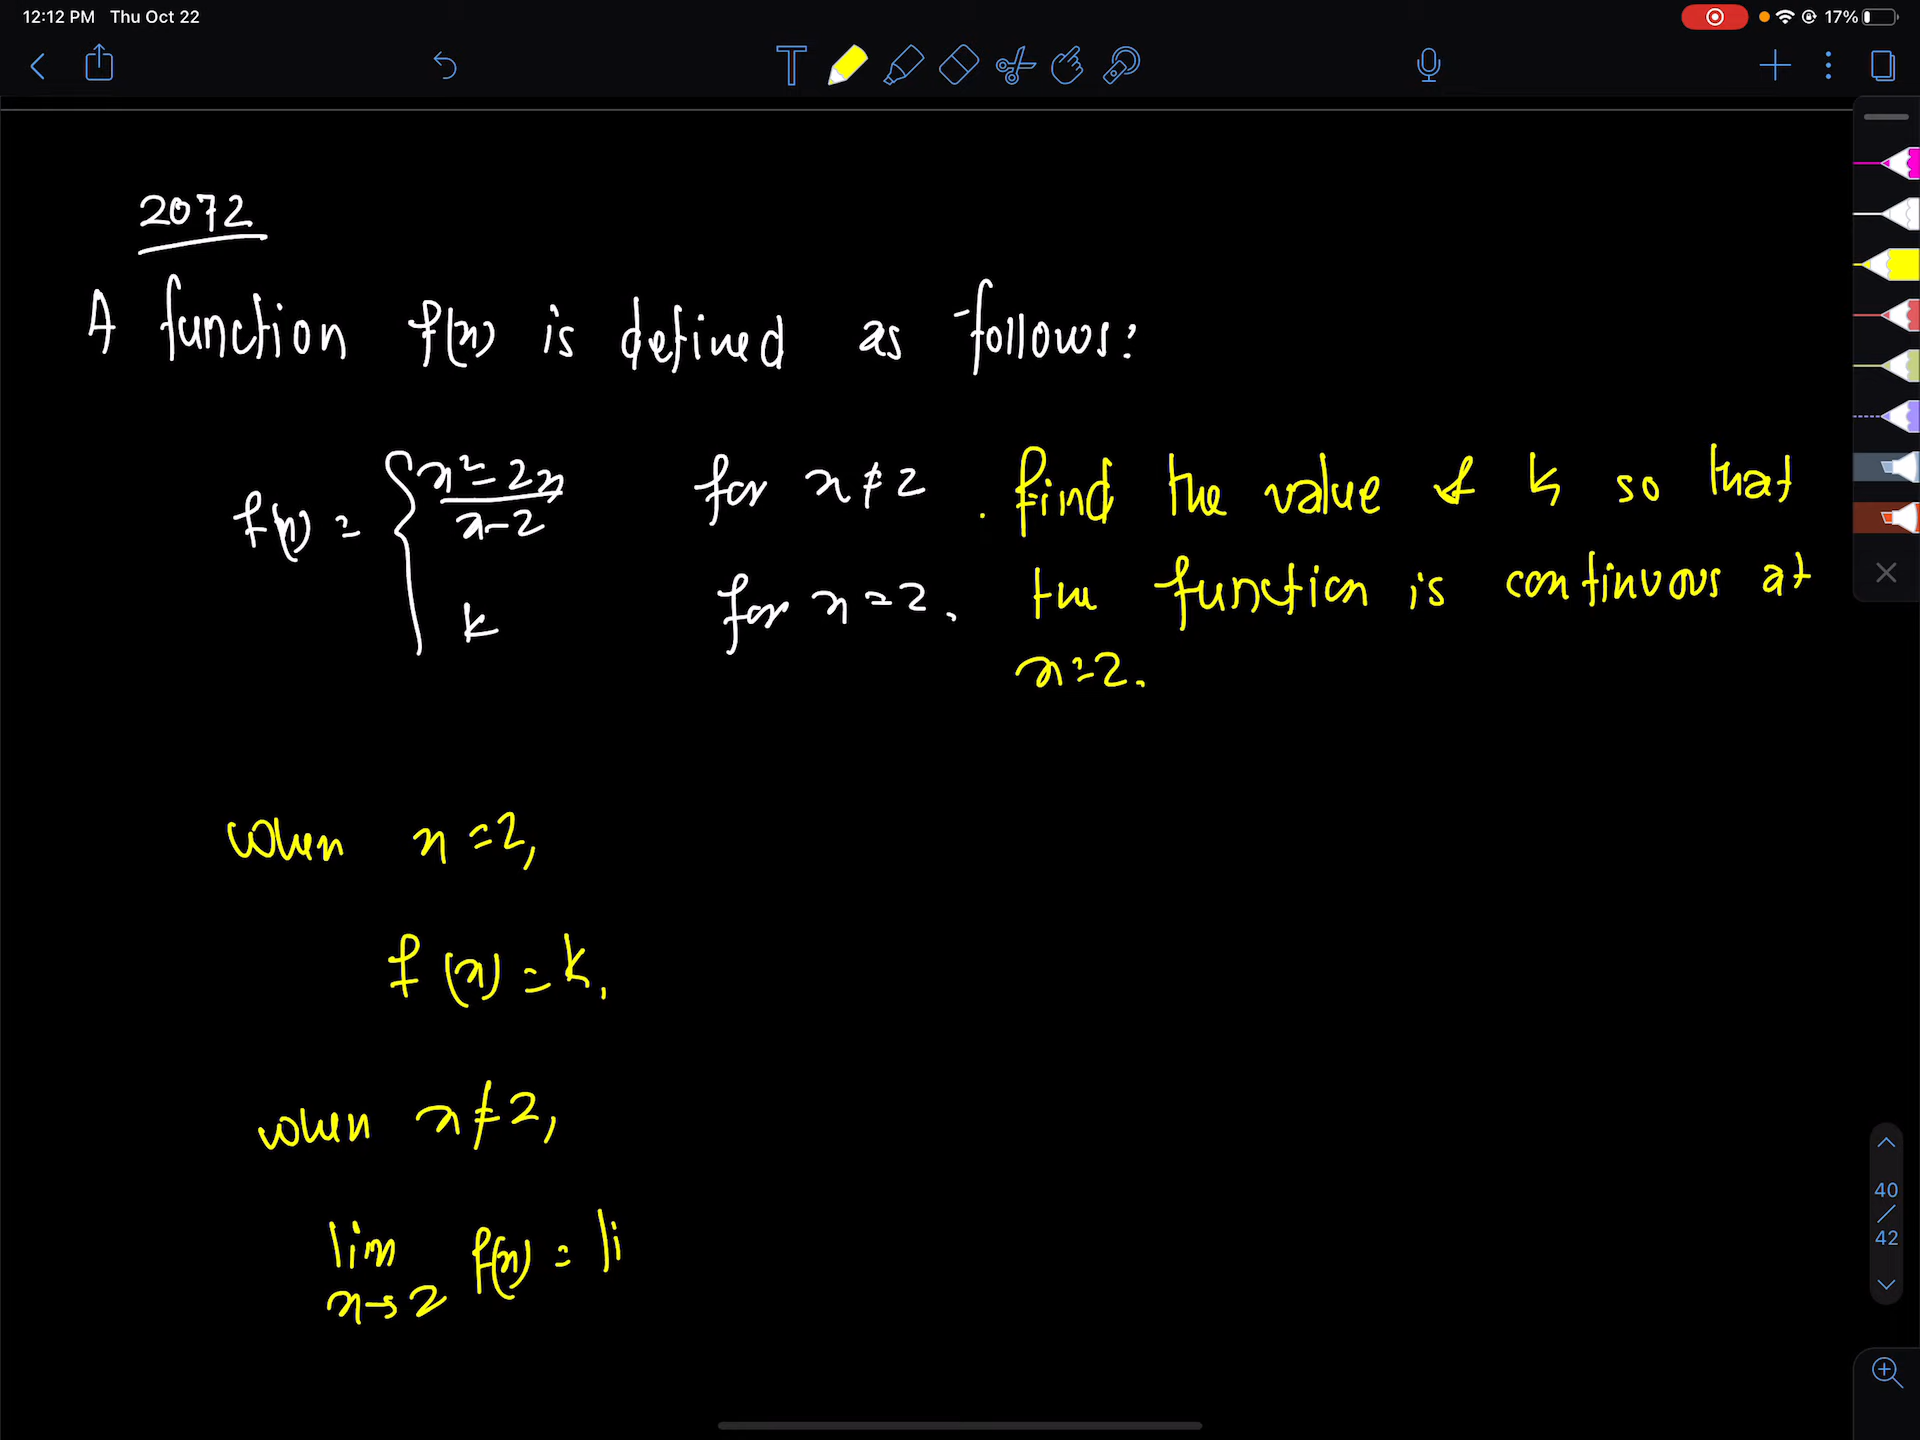 12:12 PM Thu Oct 22
17%
2072
A function f(x) is defined as follows:
f(x) = { x² - 2x / x - 2 for x ≠ 2 . find the value of k so that
k for x = 2. the function is continuous at
x = 2.
when x = 2,
f(x) = k,
when x ≠ 2,
lim x→2 f(x) = li
40
/
42